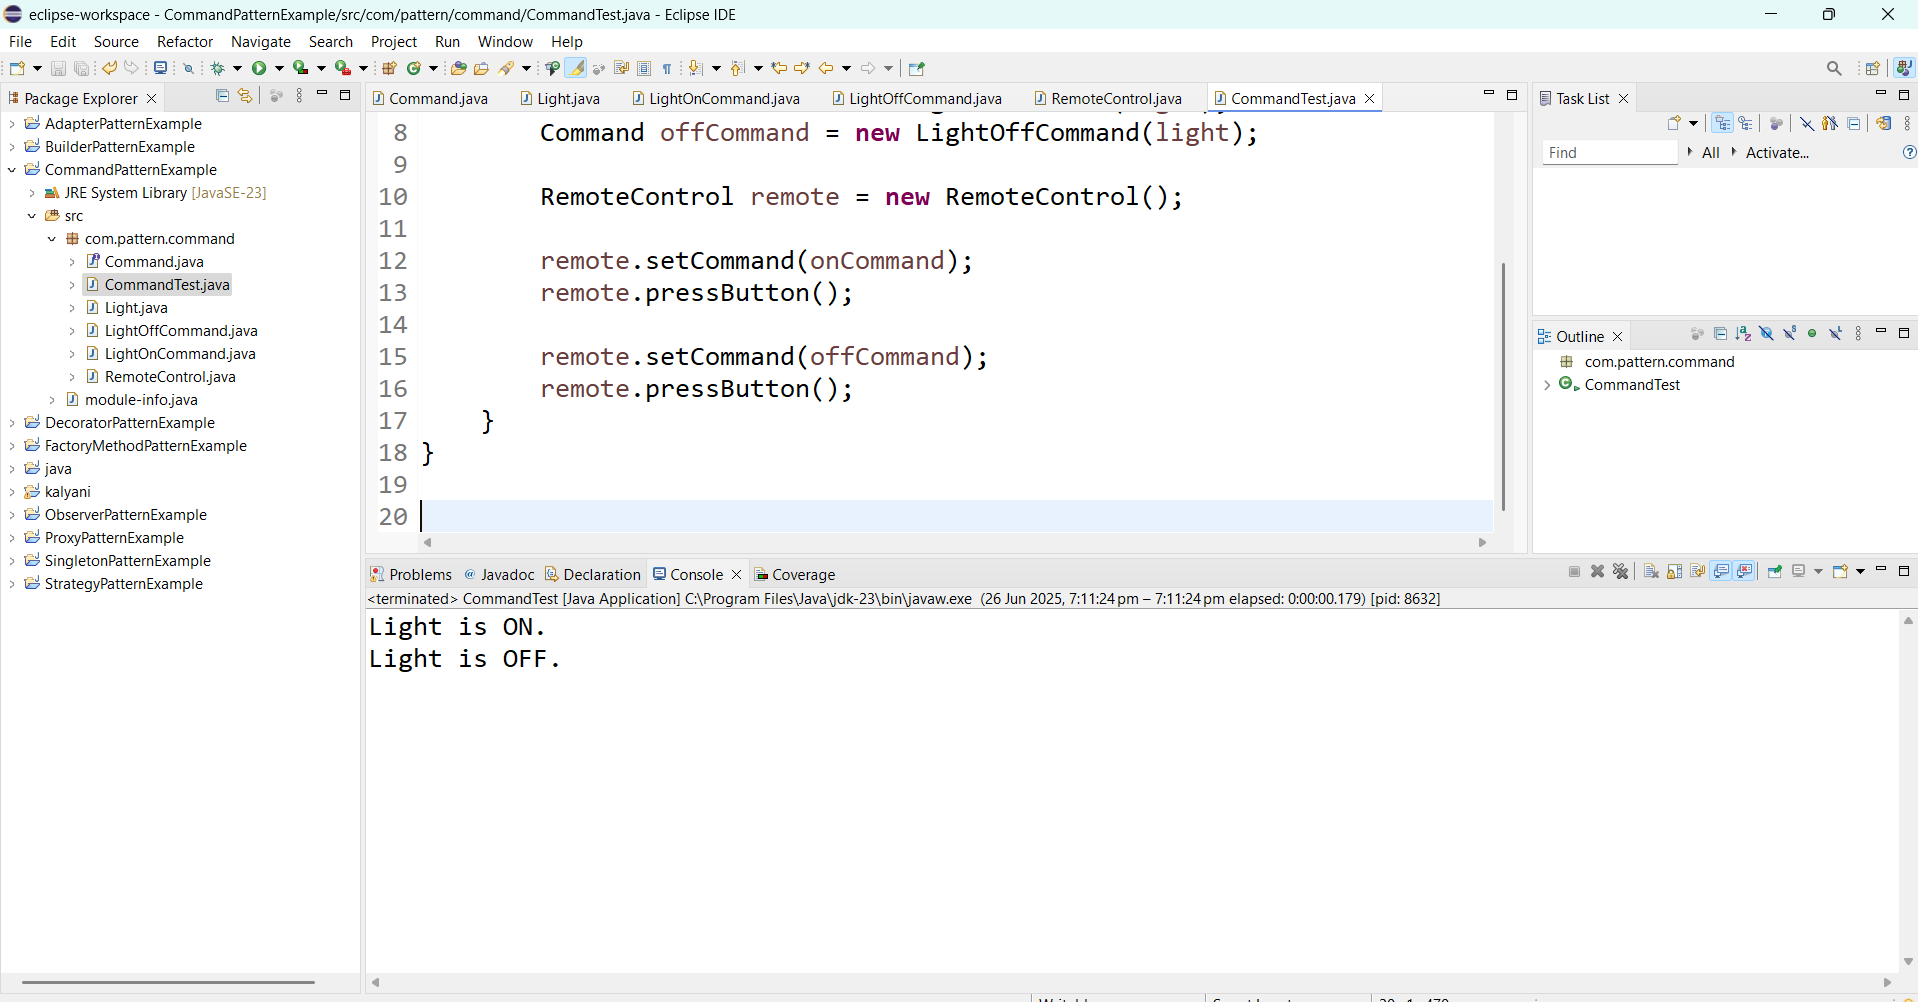 eclipse-workspace - CommandPatternExample/src/com/pattern/command/CommandTest.java - Eclipse IDE
File Edit Source Refactor Navigate Search Project Run Window Help
Package Explorer
AdapterPatternExample
BuilderPatternExample
CommandPatternExample
JRE System Library [JavaSE-23]
src
com.pattern.command
Command.java
CommandTest.java
Light.java
LightOffCommand.java
LightOnCommand.java
RemoteControl.java
module-info.java
DecoratorPatternExample
FactoryMethodPatternExample
java
kalyani
ObserverPatternExample
ProxyPatternExample
SingletonPatternExample
StrategyPatternExample
Command.java Light.java LightOnCommand.java LightOffCommand.java RemoteControl.java CommandTest.java
8 Command offCommand = new LightOffCommand(light);
9
10 RemoteControl remote = new RemoteControl();
11
12 remote.setCommand(onCommand);
13 remote.pressButton();
14
15 remote.setCommand(offCommand);
16 remote.pressButton();
17 }
18 }
19
20
Problems Javadoc Declaration Console Coverage
<terminated> CommandTest [Java Application] C:\Program Files\Java\jdk-23\bin\javaw.exe (26 Jun 2025, 7:11:24 pm – 7:11:24 pm elapsed: 0:00:00.179) [pid: 8632]
Light is ON.
Light is OFF.
Task List
Find All Activate...
Outline
com.pattern.command
CommandTest